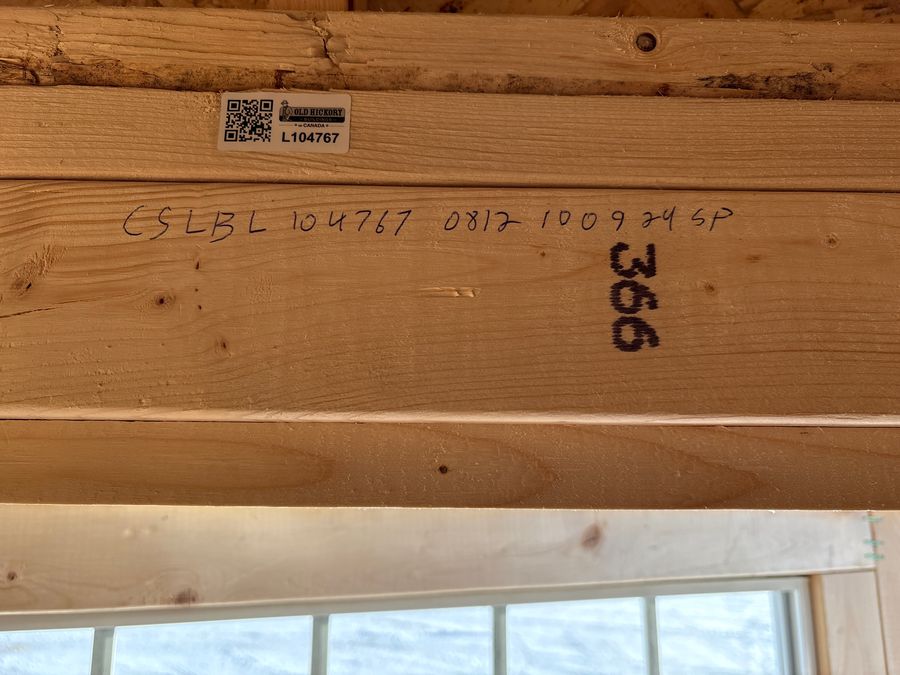 OLD HICKORY
CANADA
L104767
CSLBL 104767 0812 100924 SP
366